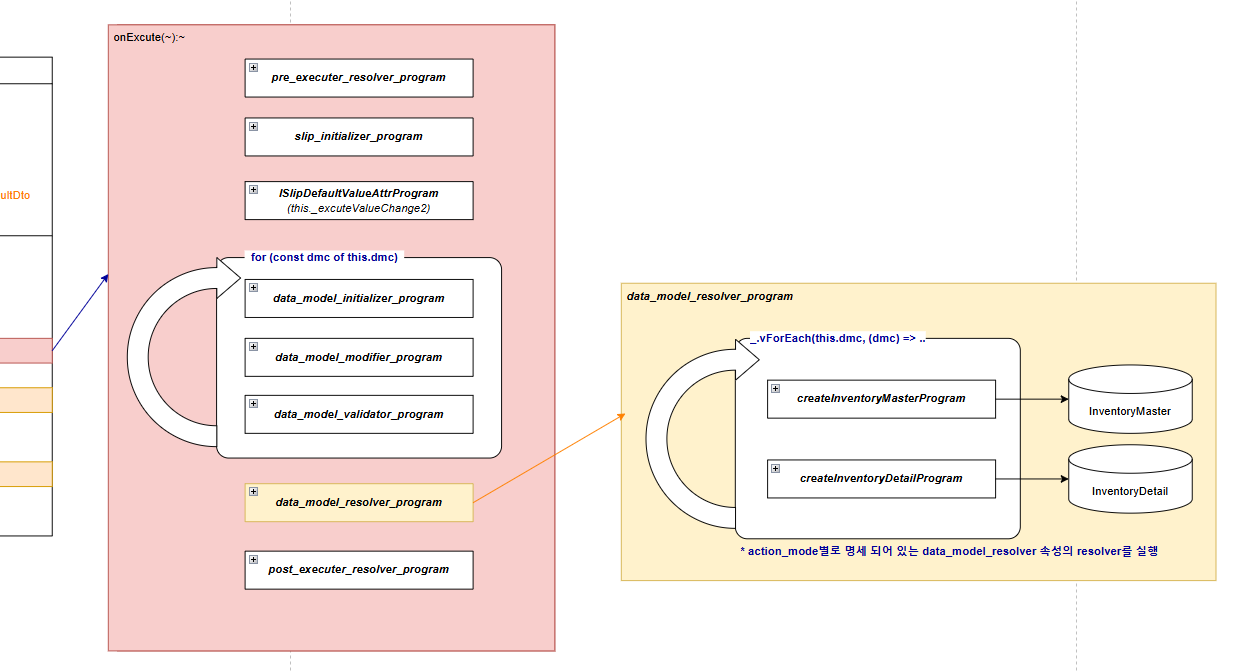 onExcute(~):~
pre_executer_resolver_program
slip_initializer_program
ISlipDefaultValueAttrProgram
(this._excuteValueChange2)
ultDto
for (const dmc of this.dmc)
data_model_initializer_program
data_model_modifier_program
data_model_validator_program
data_model_resolver_program
post_executer_resolver_program
data_model_resolver_program
_.vForEach(this.dmc, (dmc) => ..
createInventoryMasterProgram
InventoryMaster
createInventoryDetailProgram
InventoryDetail
* action_mode별로 명세 되어 있는 data_model_resolver 속성의 resolver를 실행